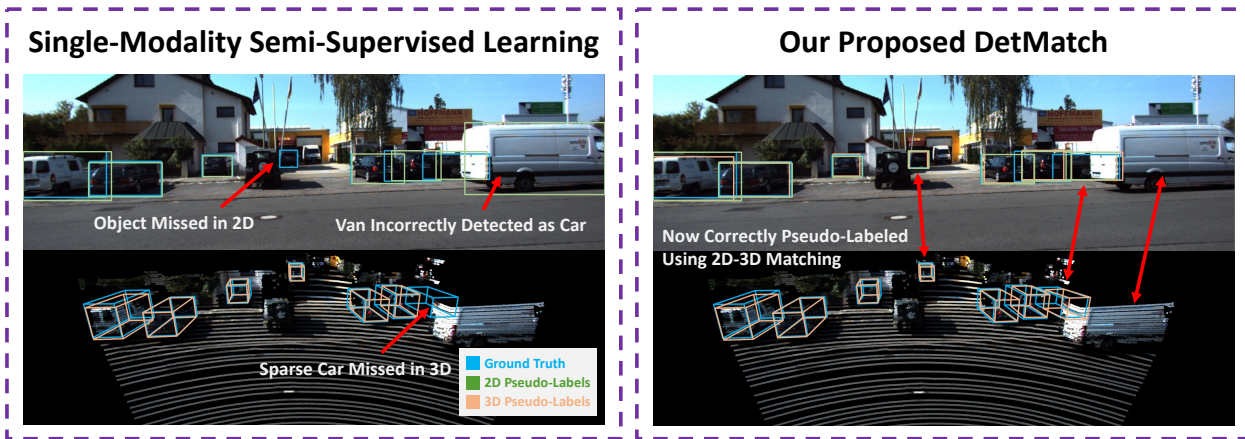 Single-Modality Semi-Supervised Learning
HOFFMANN
Object Missed in 2D
Van Incorrectly Detected as Car
Sparse Car Missed in 3D
Ground Truth
2D Pseudo-Labels
3D Pseudo-Labels
Our Proposed DetMatch
HOFFMANN
Now Correctly Pseudo-Labeled
Using 2D-3D Matching